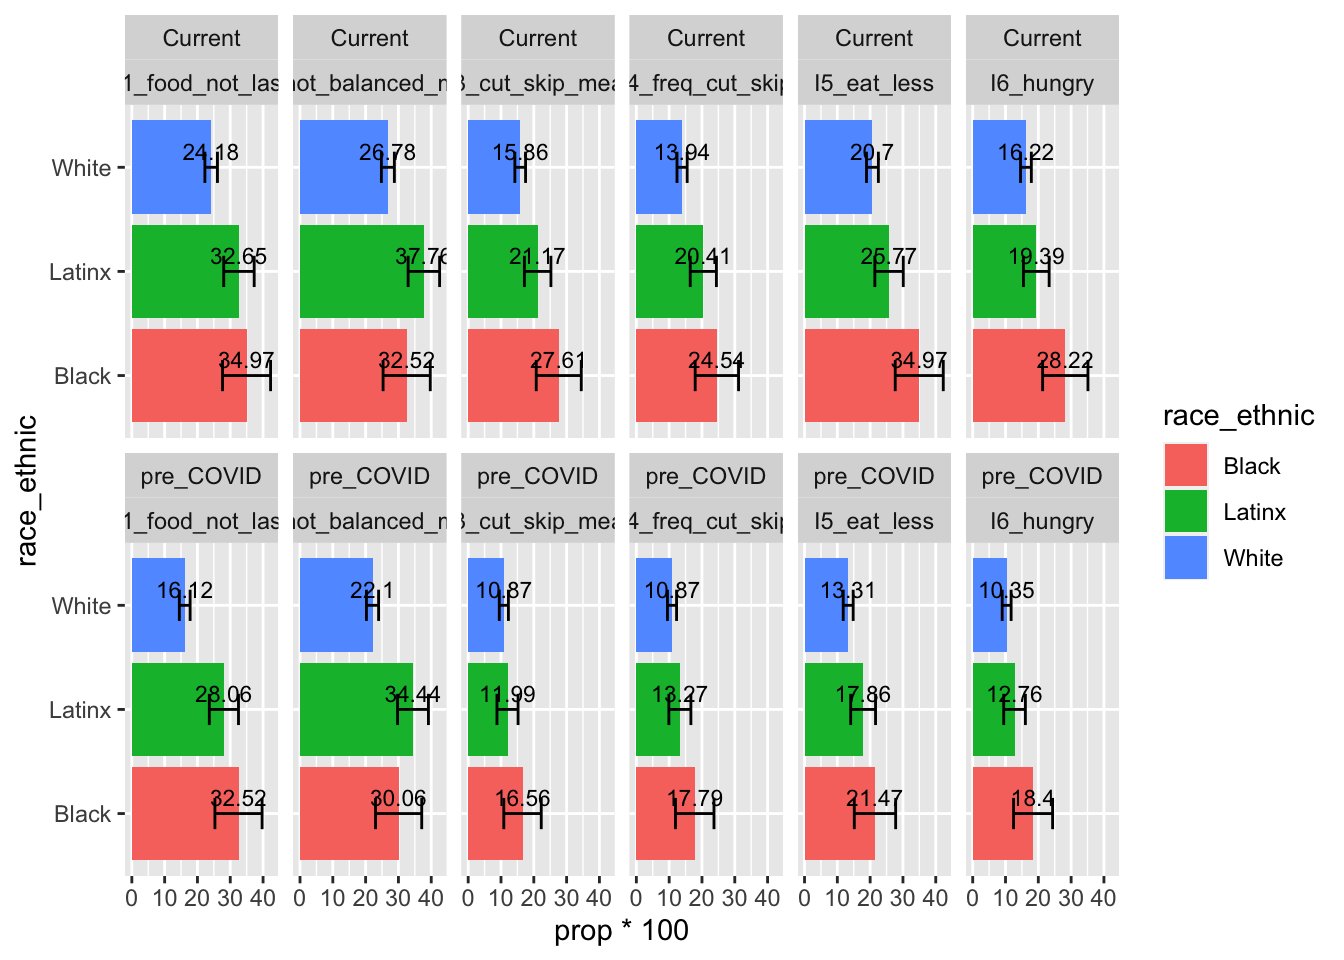 Current Current Current Current Current Current
1_food_not_las not_balanced_n 3_cut_skip_mea 4_freq_cut_skip I5_eat_less I6_hungry
White 24.18 26.78 15.86 13.94 20.7 16.22
Latinx 32.65 37.76 21.17 20.41 25.77 19.39
Black 34.97 32.52 27.61 24.54 34.97 28.22
pre_COVID pre_COVID pre_COVID pre_COVID pre_COVID pre_COVID
1_food_not_las not_balanced_n 3_cut_skip_mea 4_freq_cut_skip I5_eat_less I6_hungry
White 16.12 22.1 10.87 10.87 13.31 10.35
Latinx 28.06 34.44 11.99 13.27 17.86 12.76
Black 32.52 30.06 16.56 17.79 21.47 18.4
0 10 20 30 40 0 10 20 30 40 0 10 20 30 40 0 10 20 30 40 0 10 20 30 40 0 10 20 30 40
prop * 100
race_ethnic
race_ethnic
Black
Latinx
White